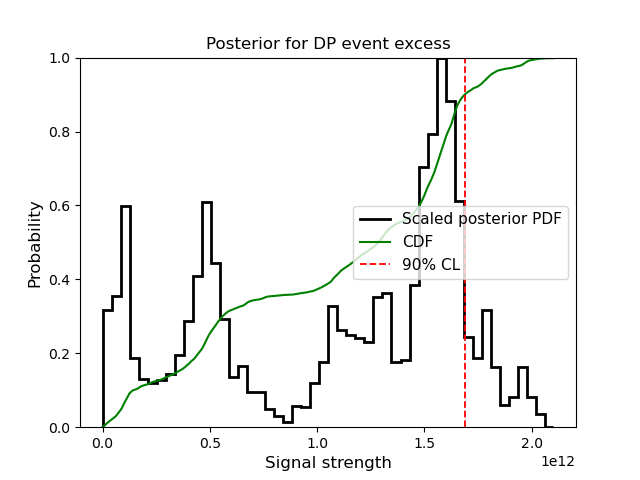 Posterior for DP event excess
1.0
0.8
0.6
0.4
0.2
0.0
Probability
Scaled posterior PDF
CDF
90% CL
0.0 0.5 1.0 1.5 2.0
1e12
Signal strength